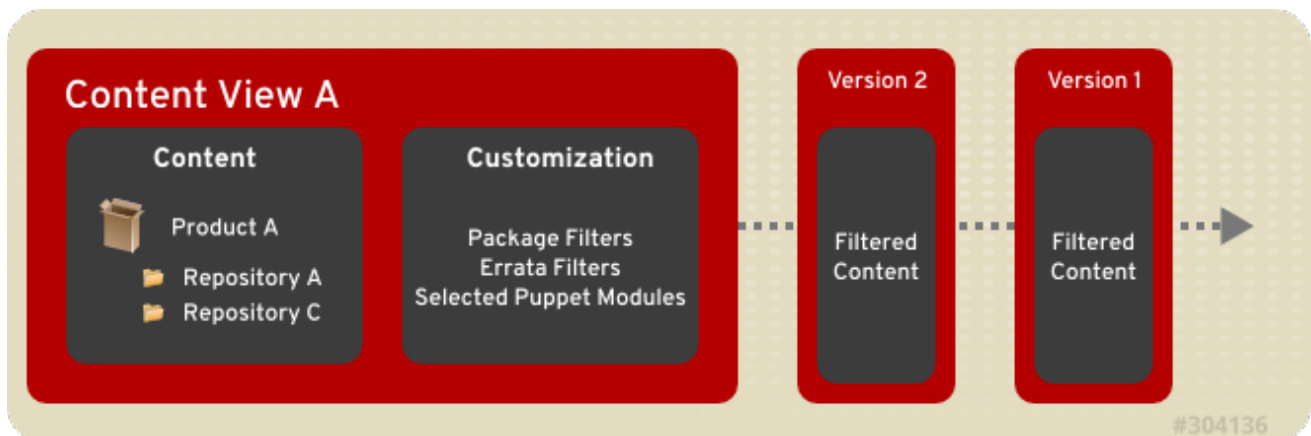 Content View A
Content
Product A
Repository A
Repository C
Customization
Package Filters
Errata Filters
Selected Puppet Modules
Version 2
Filtered
Content
Version 1
Filtered
Content
#304136